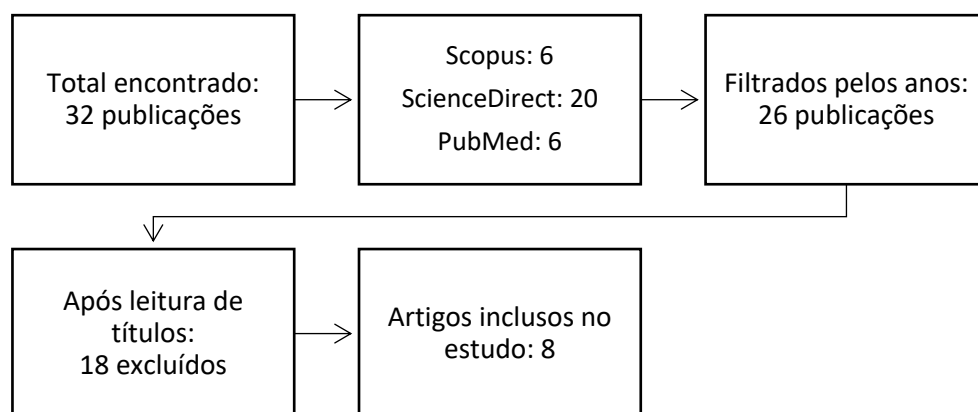 Total encontrado:
32 publicações
Scopus: 6
ScienceDirect: 20
PubMed: 6
Filtrados pelos anos:
26 publicações
Após leitura de
títulos:
18 excluídos
Artigos inclusos no
estudo: 8